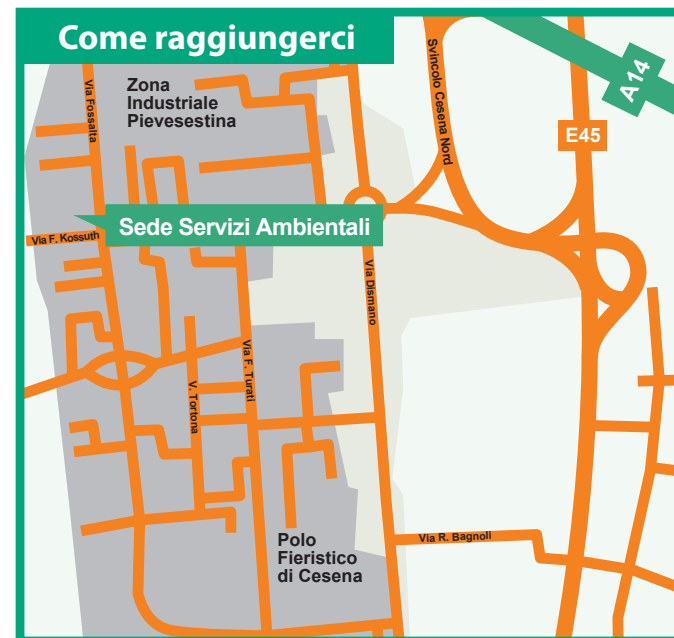 Come raggiungerci
Via Fossalta
Zona
Industriale
Pievesestina
Svincolo Cesena Nord
A14
E45
Sede Servizi Ambientali
Via F. Kossuth
Via Dismano
Via F. Turati
V. Tortona
Polo
Fieristico
di Cesena
Via R. Bagnoli